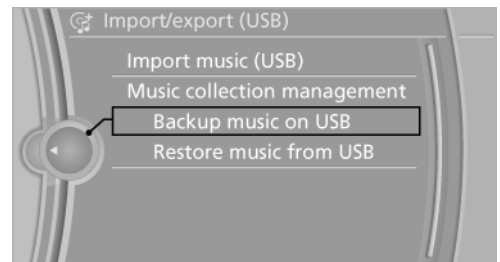 Import/export (USB)
Import music (USB)
Music collection management
Backup music on USB
Restore music from USB